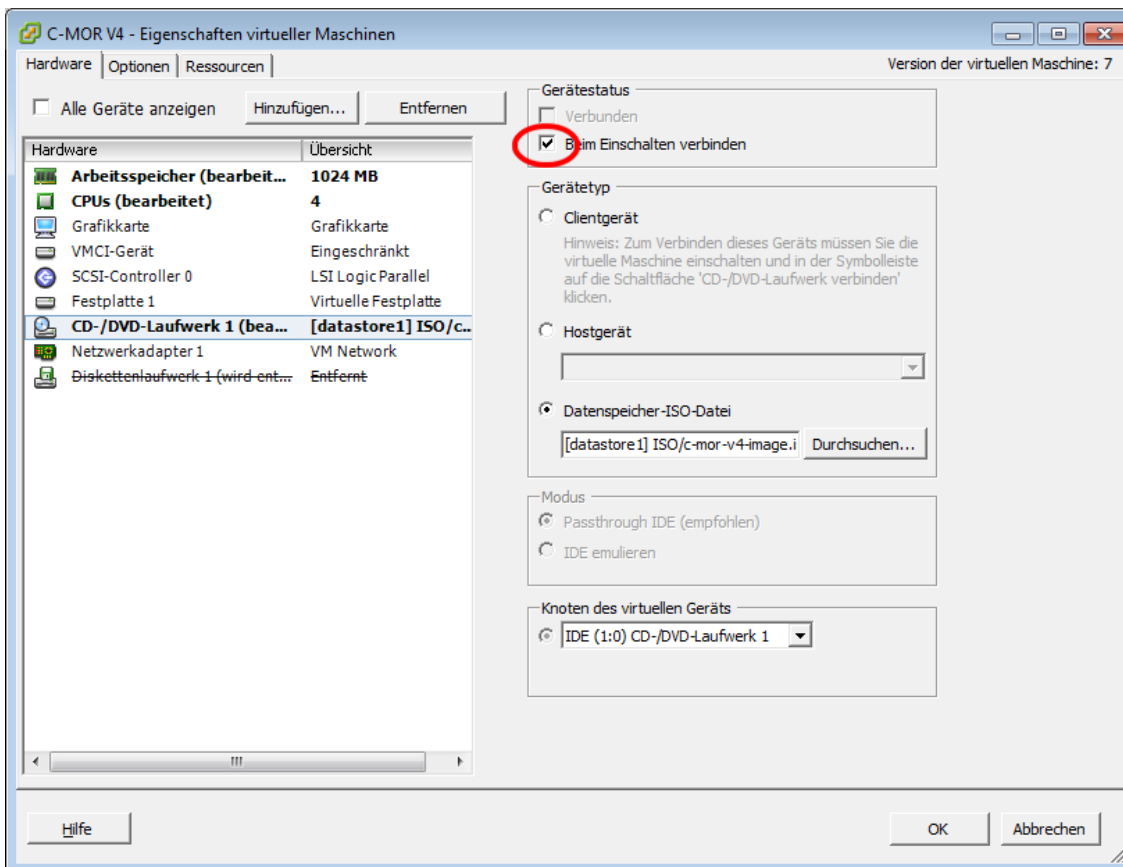 C-MOR V4 - Eigenschaften virtueller Maschinen
Hardware Optionen Ressourcen
Version der virtuellen Maschine: 7
Alle Geräte anzeigen
Hinzufügen...
Entfernen
Hardware Übersicht
Arbeitsspeicher (bearbeit... 1024 MB
CPUs (bearbeitet) 4
Grafikkarte Grafikkarte
VMCI-Gerät Eingeschränkt
SCSI-Controller 0 LSI Logic Parallel
Festplatte 1 Virtuelle Festplatte
CD-/DVD-Laufwerk 1 (bea... [datastore1] ISO/c...
Netzwerkadapter 1 VM Network
Diskettenlaufwerk 1 (wird ent... Entfernt
Gerätestatus
Verbunden
Beim Einschalten verbinden
Gerätetyp
Clientgerät
Hinweis: Zum Verbinden dieses Geräts müssen Sie die
virtuelle Maschine einschalten und in der Symbolleiste
auf die Schaltfläche 'CD-/DVD-Laufwerk verbinden'
klicken.
Hostgerät
Datenspeicher-ISO-Datei
[datastore1] ISO/c-mor-v4-image.i
Durchsuchen...
Modus
Passthrough IDE (empfohlen)
IDE emulieren
Knoten des virtuellen Geräts
IDE (1:0) CD-/DVD-Laufwerk 1
Hilfe
OK
Abbrechen